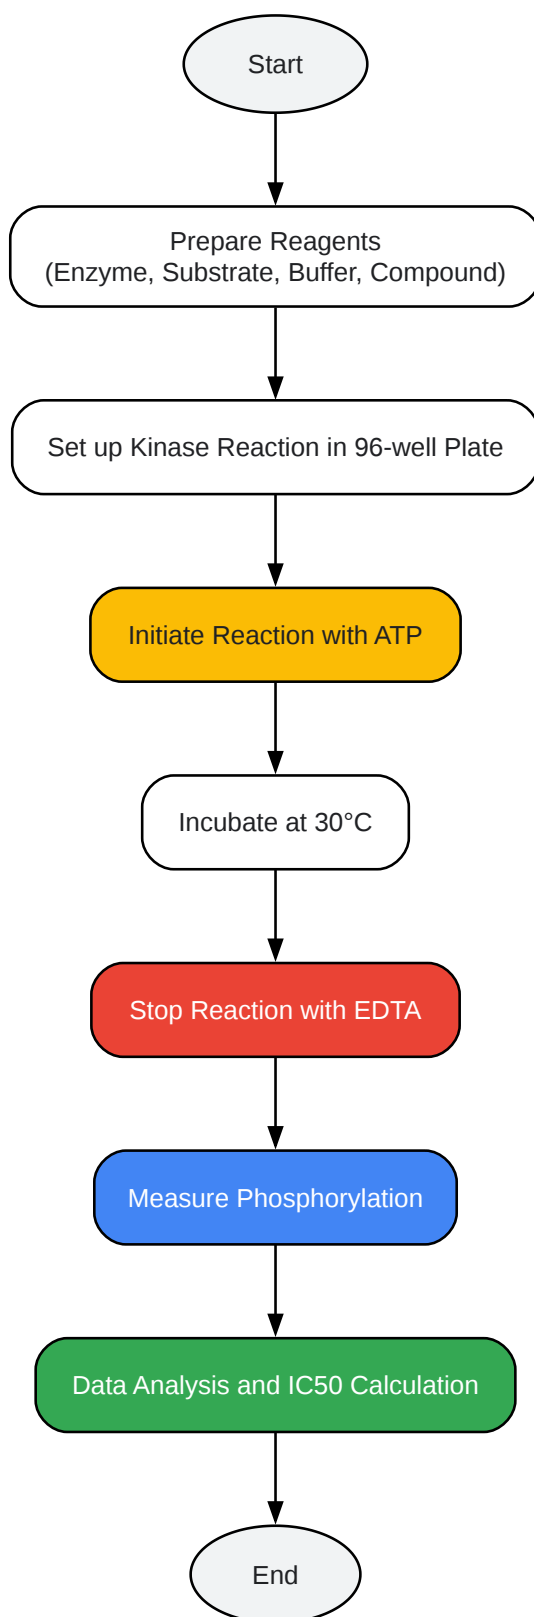 Start
Prepare Reagents
(Enzyme, Substrate, Buffer, Compound)
Set up Kinase Reaction in 96-well Plate
Initiate Reaction with ATP
Incubate at 30°C
Stop Reaction with EDTA
Measure Phosphorylation
Data Analysis and IC50 Calculation
End